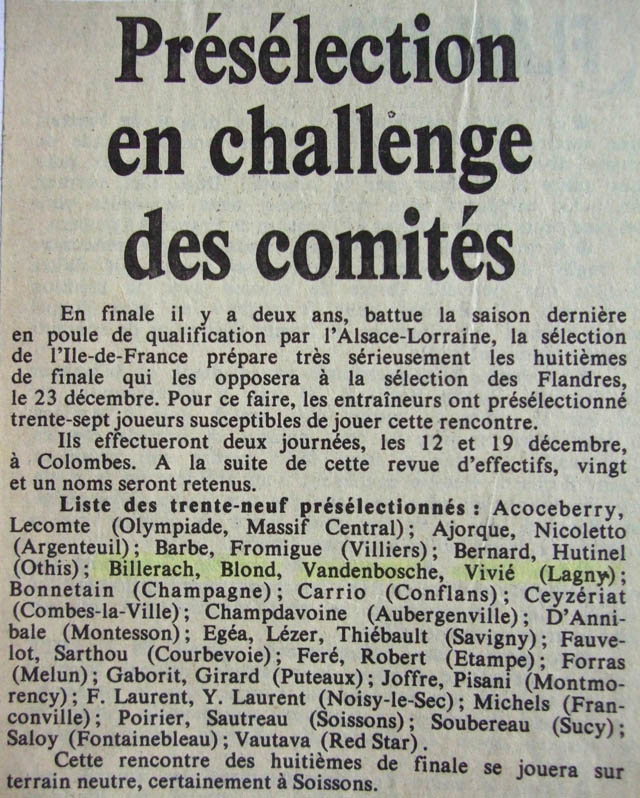 Présélection
en challenge
des comités
En finale il y a deux ans, battue la saison dernière
en poule de qualification par l'Alsace-Lorraine, la sélection
de l'Ile-de-France prépare très sérieusement les huitièmes
de finale qui les opposera à la sélection des Flandres,
le 23 décembre. Pour ce faire, les entraîneurs ont présélectionné
trente-sept joueurs susceptibles de jouer cette rencontre.
Ils effectueront deux journées, les 12 et 19 décembre,
à Colombes. A la suite de cette revue d'effectifs, vingt
et un noms seront retenus.
Liste des trente-neuf présélectionnés : Acoceberry,
Lecomte (Olympiade, Massif Central) ; Ajorque, Nicoletto
(Argenteuil) ; Barbe, Fromigue (Villiers) ; Bernard, Hutinel
(Othis) ; Billerach, Blond, Vandenbosche, Vivié (Lagny) ;
Bonnetain (Champagne) ; Carrio (Conflans) ; Ceyzériat
(Combes-la-Ville) ; Champdavoine (Aubergenville) ; D'Anni-
bale (Montesson) ; Egéa, Lézer, Thiébault (Savigny) ; Fauve-
lot, Sarthou (Courbevoie) ; Feré, Robert (Etampe) ; Forras
(Melun) ; Gaborit, Girard (Puteaux) ; Joffre, Pisani (Montmo-
rency) ; F. Laurent, Y. Laurent (Noisy-le-Sec) ; Michels (Fran-
conville) ; Poirier, Sautreau (Soissons) ; Soubereau (Sucy) ;
Saloy (Fontainebleau) ; Vautava (Red Star).
Cette rencontre des huitièmes de finale se jouera sur
terrain neutre, certainement à Soissons.